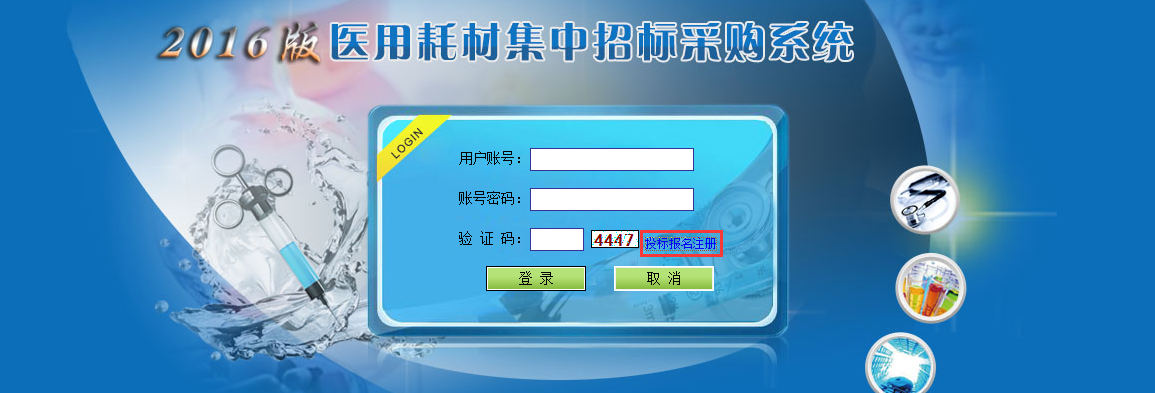 2016版医用耗材集中招标采购系统
LOGIN
用户账号：
账号密码：
验 证 码： 4447 投标报名注册
登 录 取 消